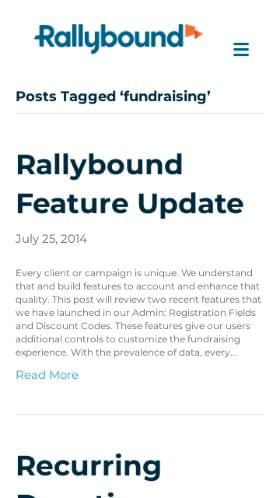 Rallybound
Posts Tagged ‘fundraising’
Rallybound
Feature Update
July 25, 2014
Every client or campaign is unique. We understand
that and build features to account and enhance that
quality. This post will review two recent features that
we have launched in our Admin: Registration Fields
and Discount Codes. These features give our users
additional controls to customize the fundraising
experience. With the prevalence of data, every...
Read More
Recurring